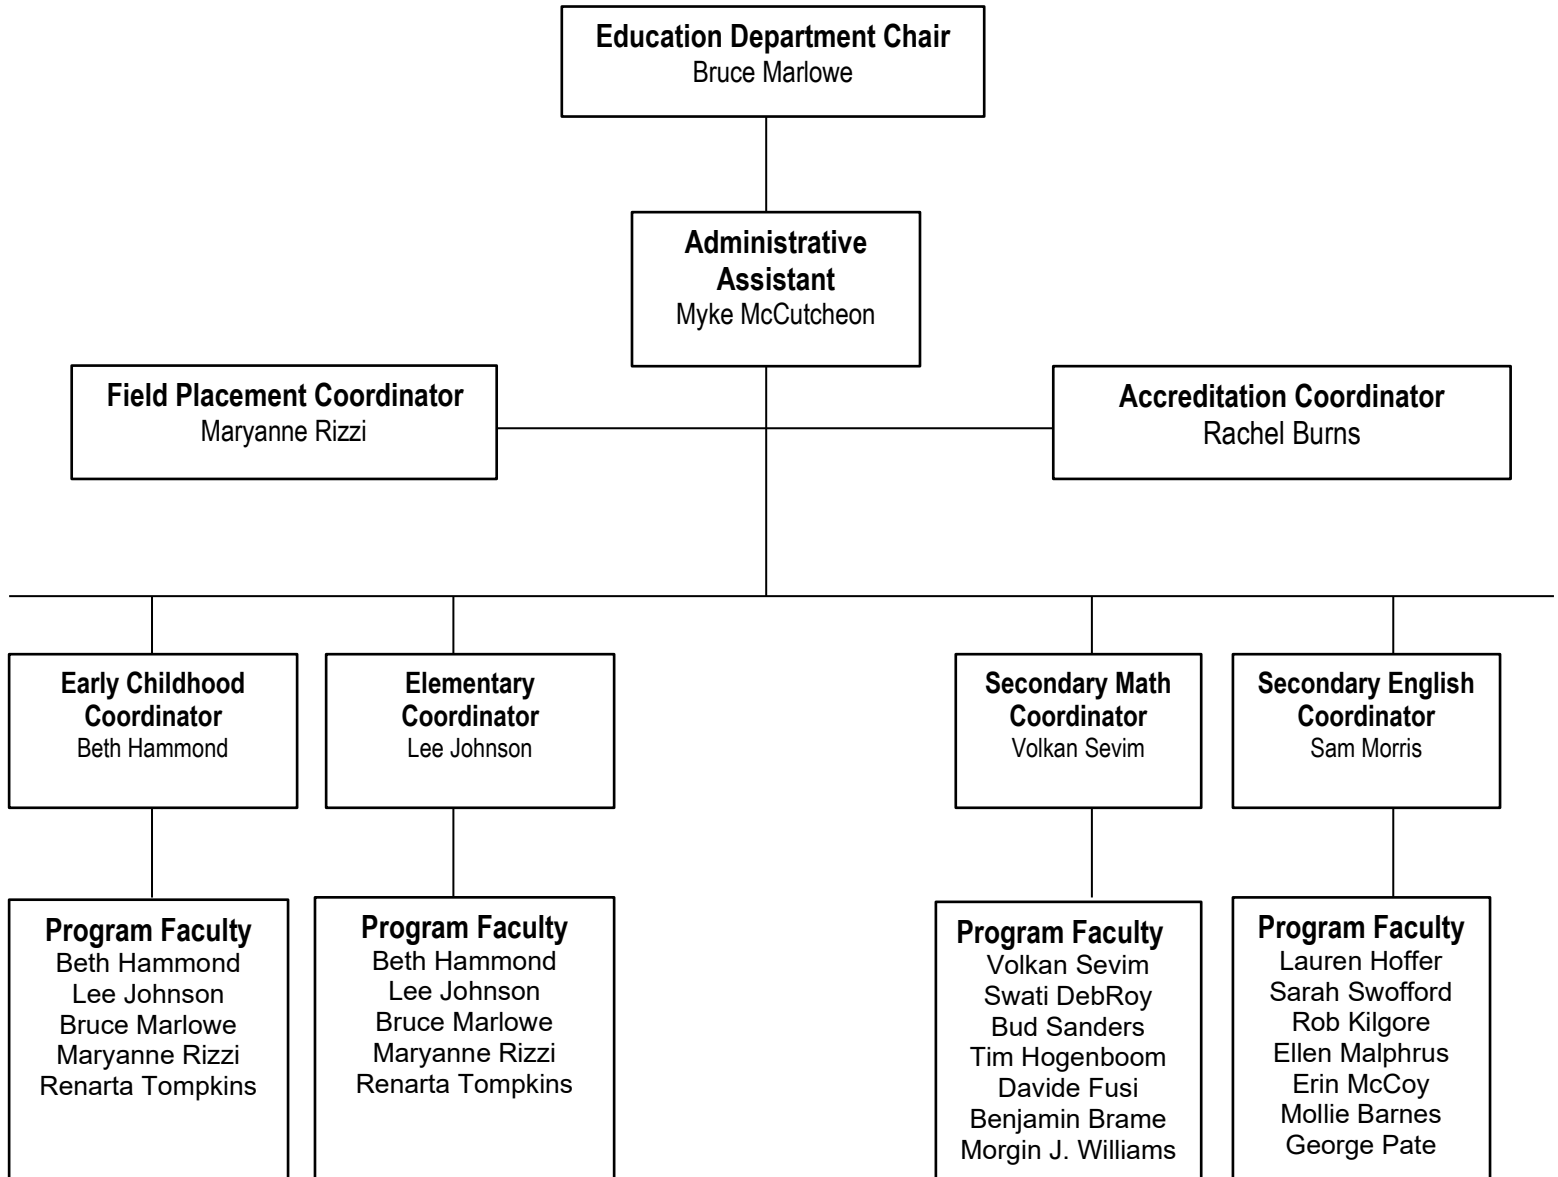 Education Department Chair
Bruce Marlowe
Administrative
Assistant
Myke McCutcheon
Field Placement Coordinator
Maryanne Rizzi
Accreditation Coordinator
Rachel Burns
Early Childhood
Coordinator
Beth Hammond
Elementary
Coordinator
Lee Johnson
Secondary Math
Coordinator
Volkan Sevim
Secondary English
Coordinator
Sam Morris
Program Faculty
Beth Hammond
Lee Johnson
Bruce Marlowe
Maryanne Rizzi
Renarta Tompkins
Program Faculty
Beth Hammond
Lee Johnson
Bruce Marlowe
Maryanne Rizzi
Renarta Tompkins
Program Faculty
Volkan Sevim
Swati DebRoy
Bud Sanders
Tim Hogenboom
Davide Fusi
Benjamin Brame
Morgin J. Williams
Program Faculty
Lauren Hoffer
Sarah Swofford
Rob Kilgore
Ellen Malphrus
Erin McCoy
Mollie Barnes
George Pate